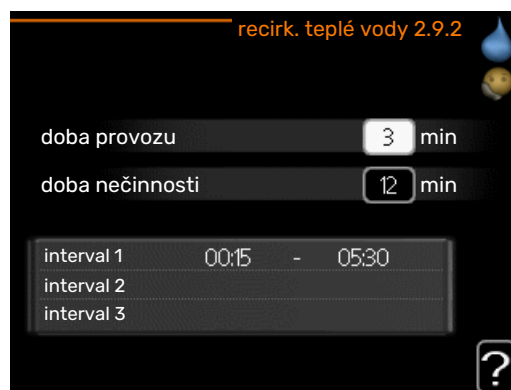 recirk. teplé vody 2.9.2
doba provozu 3 min
doba nečinnosti 12 min
interval 1 00:15 - 05:30
interval 2
interval 3
?